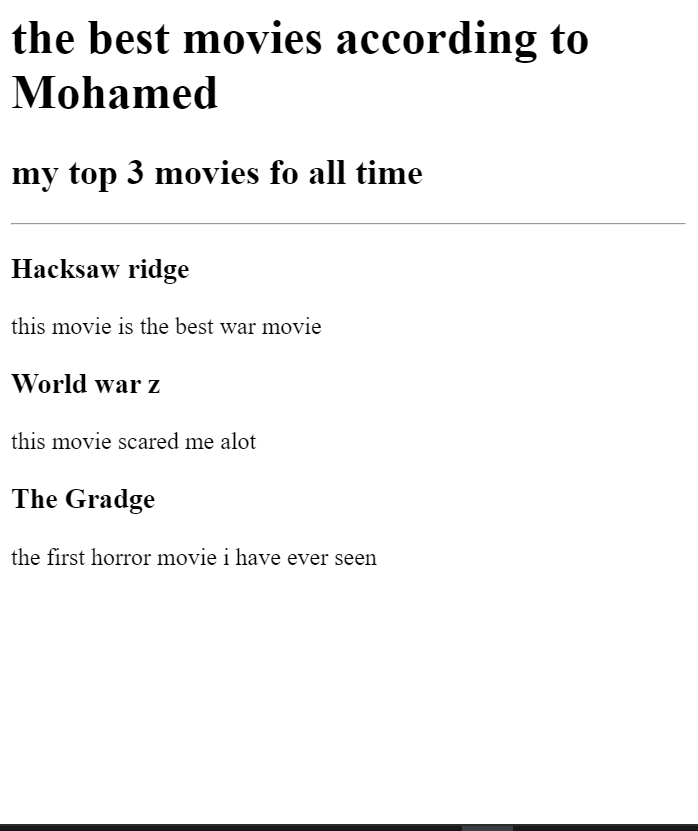 the best movies according to
Mohamed
my top 3 movies fo all time
Hacksaw ridge
this movie is the best war movie
World war z
this movie scared me alot
The Gradge
the first horror movie i have ever seen